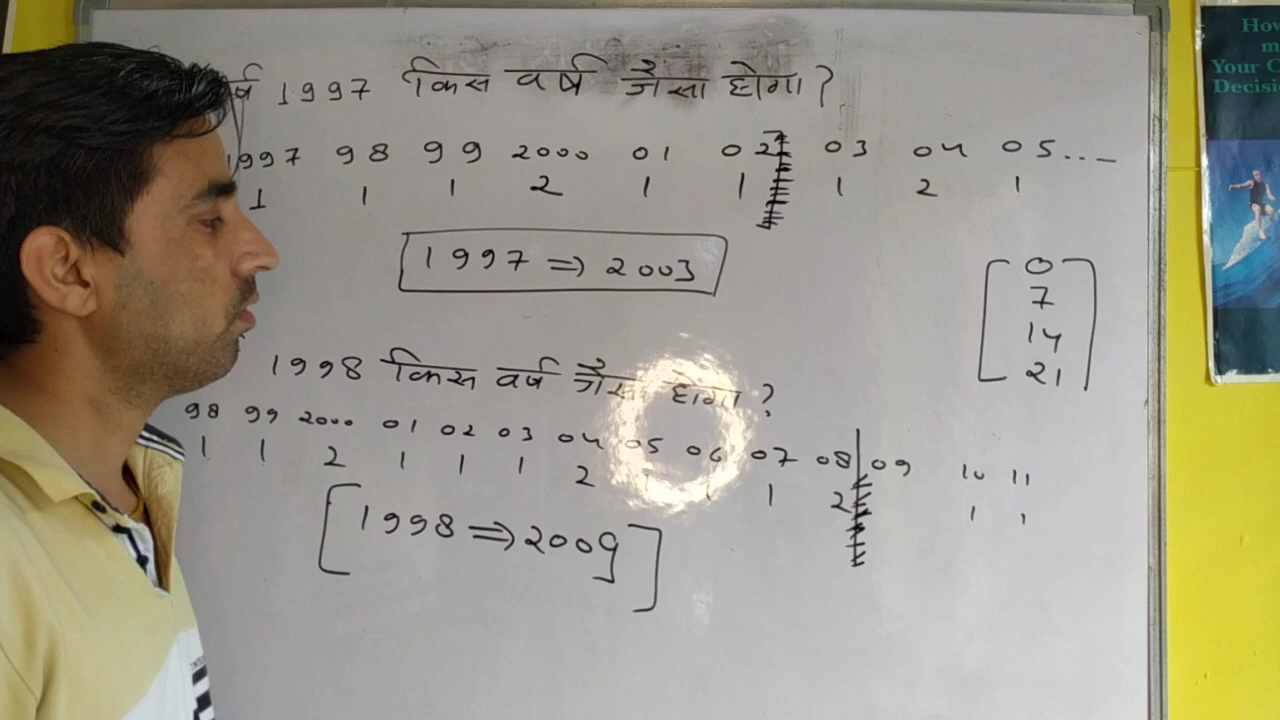 वर्ष 1997 किस वर्ष जैसा होगा?
1997 98 99 2000 01 02 03 04 05...
1 1 1 2 1 1 1 2 1
1997 ⇒ 2003
0
7
14
21
1998 किस वर्ष जैसा होगा?
98 99 2000 01 02 03 04 05 06 07 08 09 10 11
1 1 2 1 1 1 2 1 1 1 2 1 1
1998 ⇒ 2009
How
m
Your C
Decisi